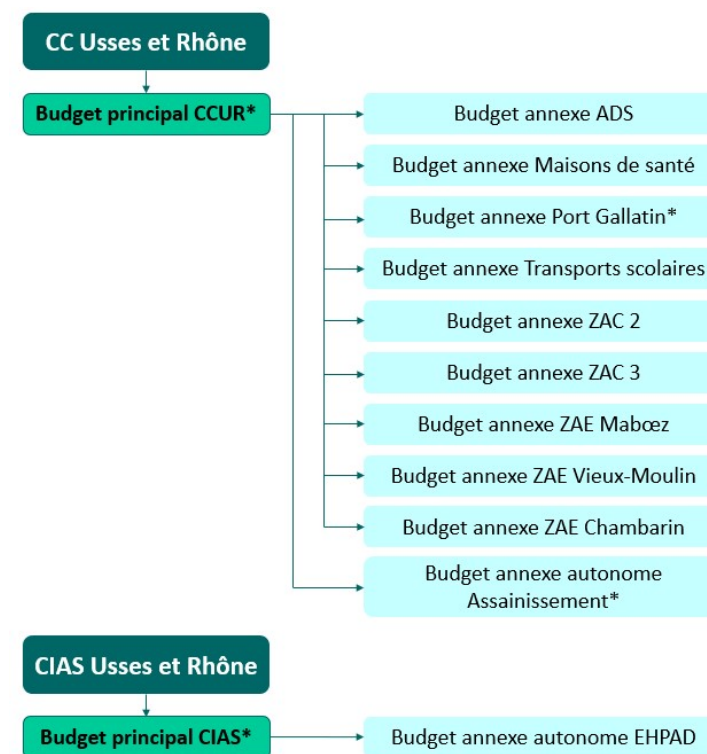 CC Usses et Rhône
Budget principal CCUR*
Budget annexe ADS
Budget annexe Maisons de santé
Budget annexe Port Gallatin*
Budget annexe Transports scolaires
Budget annexe ZAC 2
Budget annexe ZAC 3
Budget annexe ZAE Mabœz
Budget annexe ZAE Vieux-Moulin
Budget annexe ZAE Chambarin
Budget annexe autonome
Assainissement*
CIAS Usses et Rhône
Budget principal CIAS*
Budget annexe autonome EHPAD